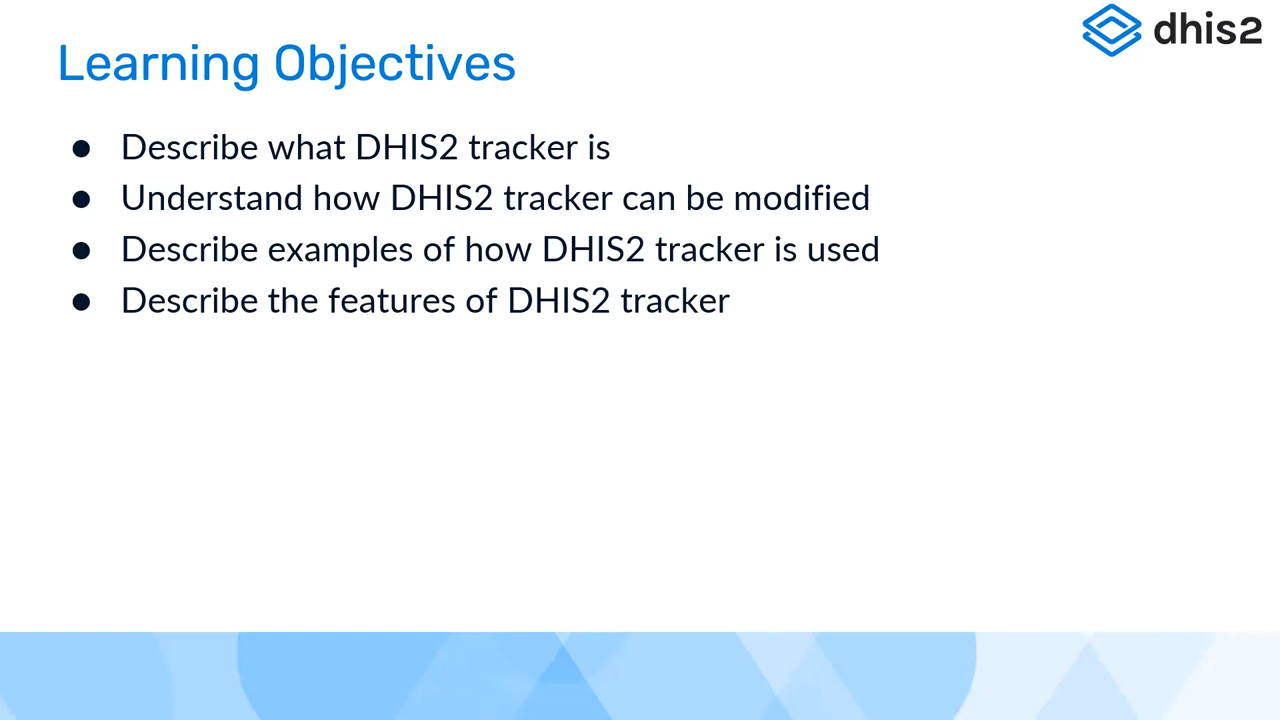 dhis2
Learning Objectives
● Describe what DHIS2 tracker is
● Understand how DHIS2 tracker can be modified
● Describe examples of how DHIS2 tracker is used
● Describe the features of DHIS2 tracker